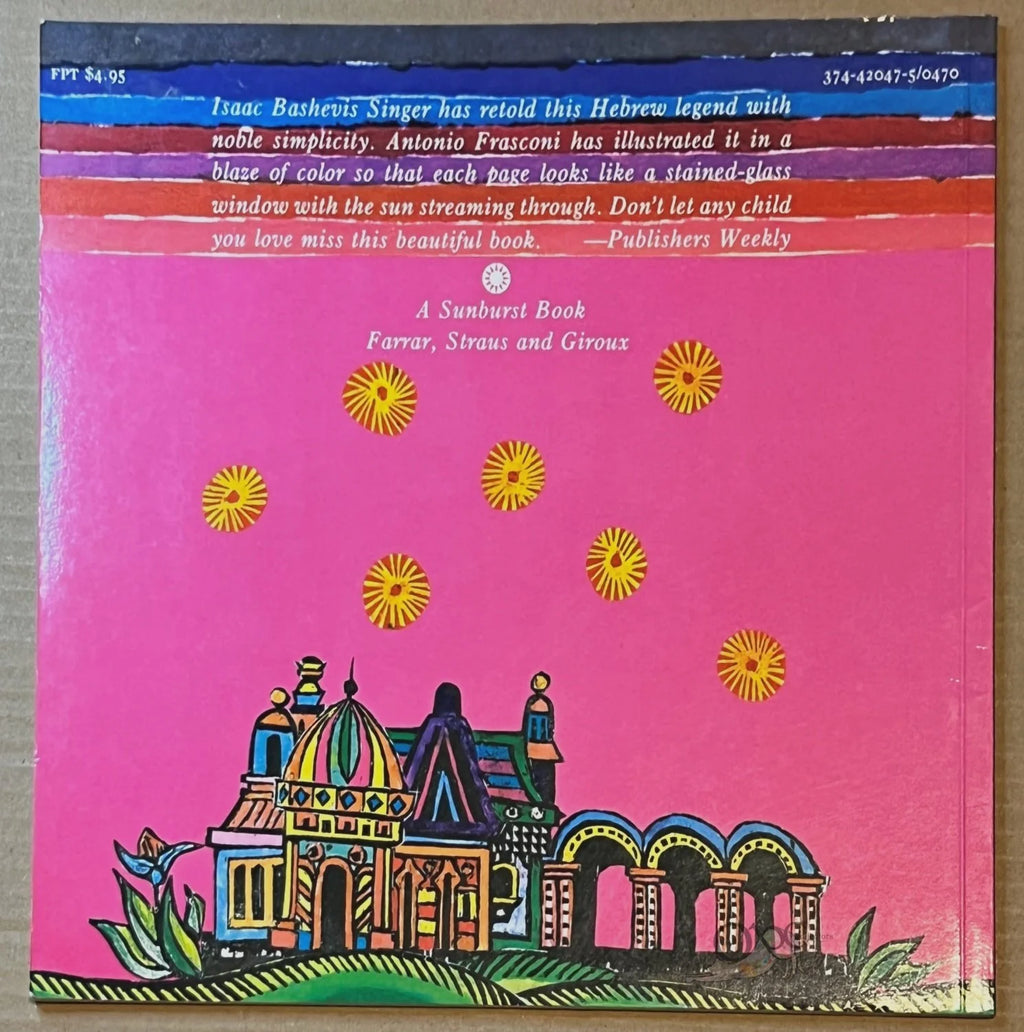 FPT $4.95
374-42047-5/0470
Isaac Bashevis Singer has retold this Hebrew legend with
noble simplicity. Antonio Frasconi has illustrated it in a
blaze of color so that each page looks like a stained-glass
window with the sun streaming through. Don't let any child
you love miss this beautiful book. —Publishers Weekly
A Sunburst Book
Farrar, Straus and Giroux